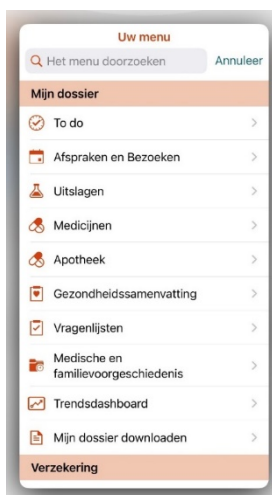 Uw menu
Het menu doorzoeken
Annuleer
Mijn dossier
To do
Afspraken en Bezoeken
Uitslagen
Medicijnen
Apotheek
Gezondheidssamenvatting
Vragenlijsten
Medische en
familievoorgeschiedenis
Trendsdashboard
Mijn dossier downloaden
Verzekering